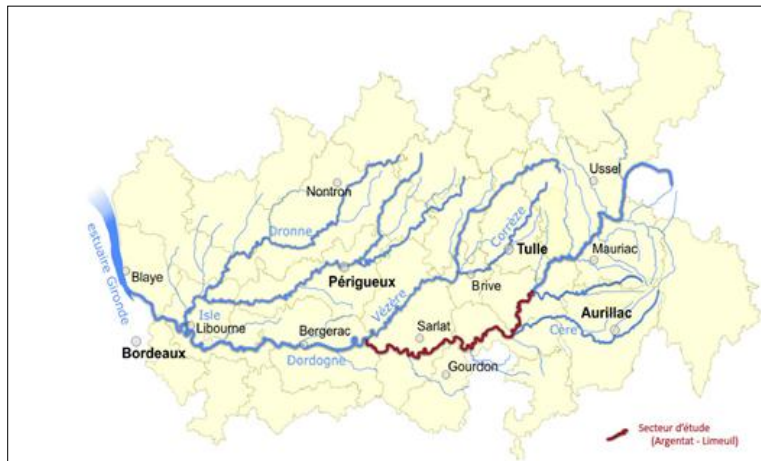 Ussel
Nontron
Dronne
Corrèze
Tulle
Mauriac
estuaire Gironde
Blaye
Périgueux
Vézère
Brive
Isle
Libourne
Bergerac
Sarlat
Aurillac
Cère
Bordeaux
Dordogne
Gourdon
Secteur d'étude
(Argentat - Limeuil)